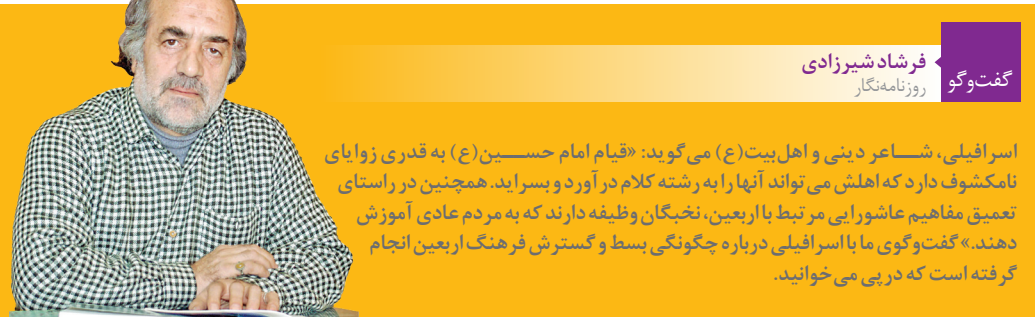 گفت‌وگو
فرشاد شیرزادی
روزنامه‌نگار
اسرافیلی، شاعر دینی و اهل‌بیت(ع) می‌گوید: «قیام امام حسین(ع) به قدری زوایای
نامکشوف دارد که اهلش می‌تواند آنها را به رشته کلام در آورد و بسراید. همچنین در راستای
تعمیق مفاهیم عاشورایی مرتبط با اربعین، نخبگان وظیفه دارند که به مردم عادی آموزش
دهند.» گفت‌وگوی ما با اسرافیلی درباره چگونگی بسط و گسترش فرهنگ اربعین انجام
گرفته است که در پی می‌خوانید.